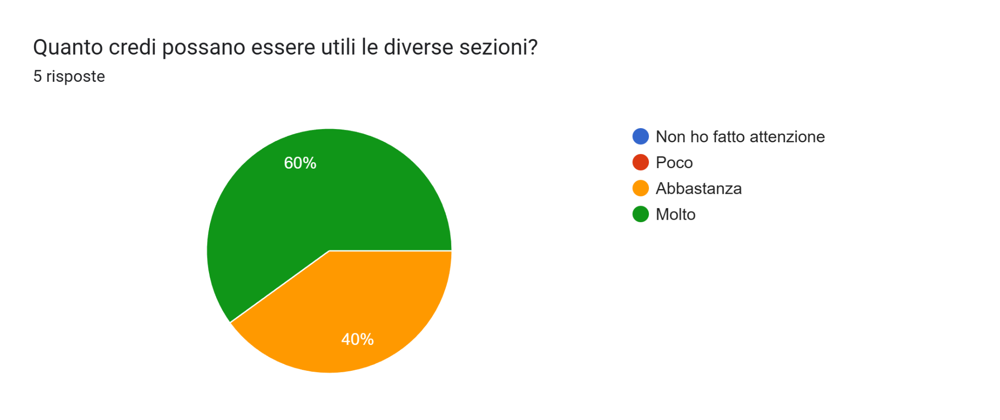 Quanto credi possano essere utili le diverse sezioni?
5 risposte
60%
40%
Non ho fatto attenzione
Poco
Abbastanza
Molto